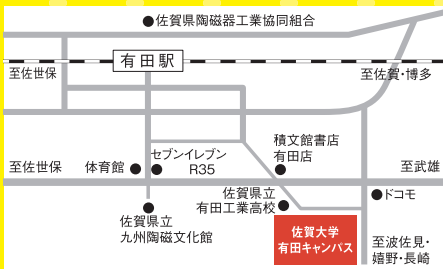 佐賀県陶磁器工業協同組合
有田駅
至佐世保
至佐賀・博多
セブンイレブン
R35
積文館書店
有田店
至佐世保
体育館
至武雄
佐賀県立
有田工業高校
ドコモ
佐賀県立
九州陶磁文化館
佐賀大学
有田キャンパス
至波佐見・
嬉野・長崎